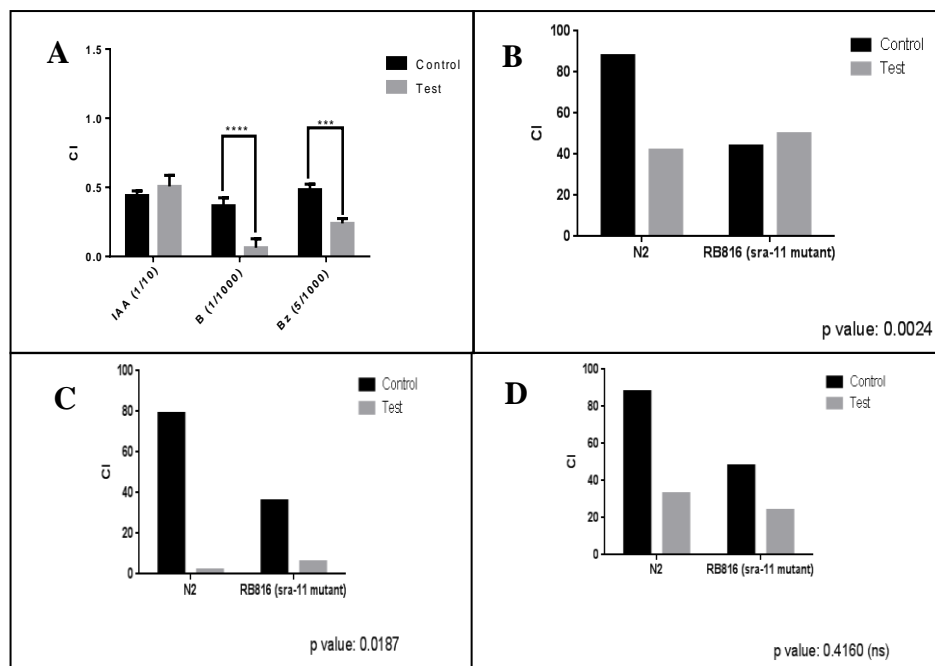 A
1.5
1.0
0.5
0.0
CI
Control
Test
****
***
IAA (1/10)
B (1/1000)
Bz (5/1000)
B
100
80
60
40
20
0
CI
Control
Test
N2
RB816 (sra-11 mutant)
p value: 0.0024
C
100
80
60
40
20
0
CI
Control
Test
N2
RB816 (sra-11 mutant)
p value: 0.0187
D
100
80
60
40
20
0
CI
Control
Test
N2
RB816 (sra-11 mutant)
p value: 0.4160 (ns)